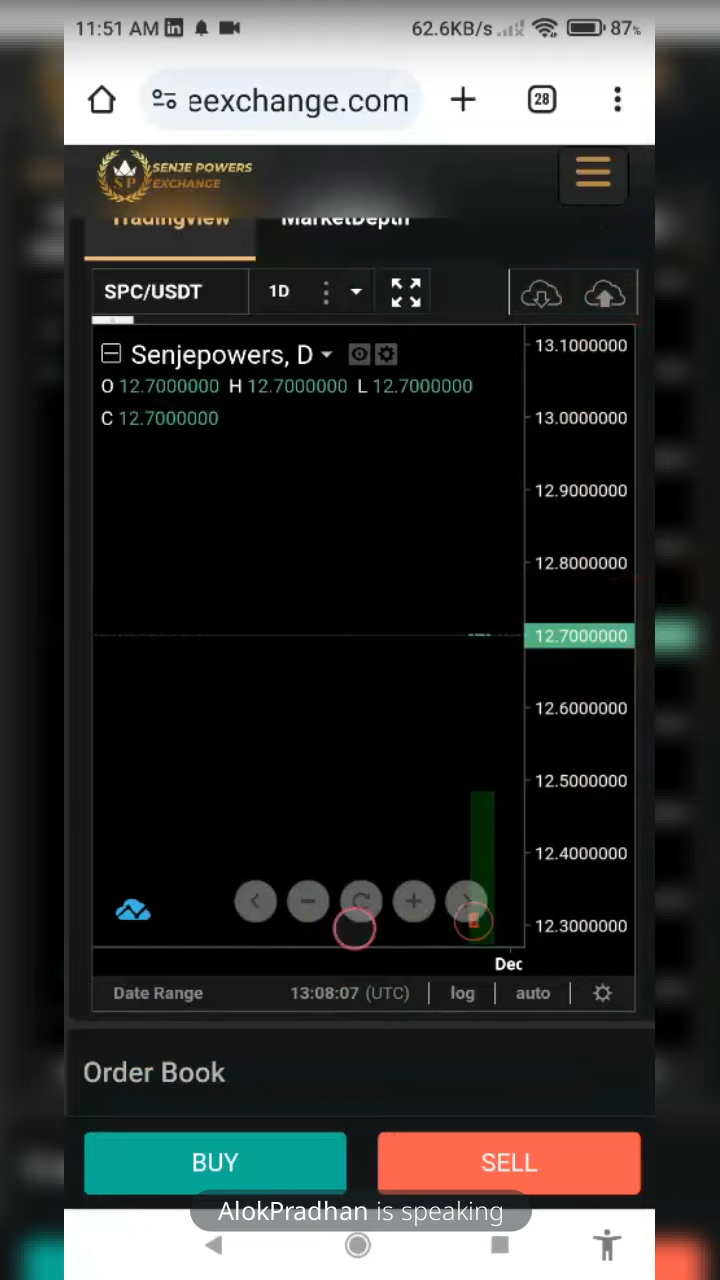 11:51 AM 62.6KB/s 87%
eexchange.com 28
SENJE POWERS
EXCHANGE
SP
TradingView MarketDepth
SPC/USDT 1D
Senjepowers, D
O 12.7000000 H 12.7000000 L 12.7000000
C 12.7000000
13.1000000
13.0000000
12.9000000
12.8000000
12.7000000
12.6000000
12.5000000
12.4000000
12.3000000
Dec
Date Range 13:08:07 (UTC) log auto
Order Book
BUY SELL
AlokPradhan is speaking